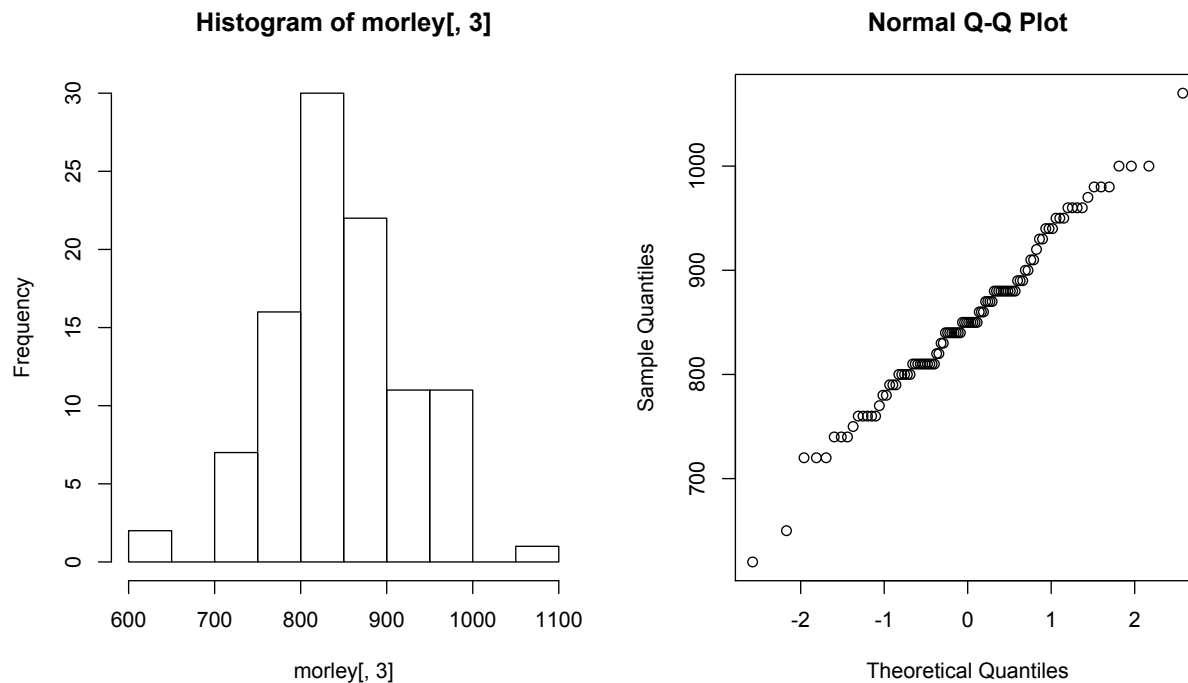 Histogram of morley[, 3]
Frequency
0
5
10
15
20
25
30
600 700 800 900 1000 1100
morley[, 3]
Normal Q-Q Plot
Sample Quantiles
700
800
900
1000
-2 -1 0 1 2
Theoretical Quantiles